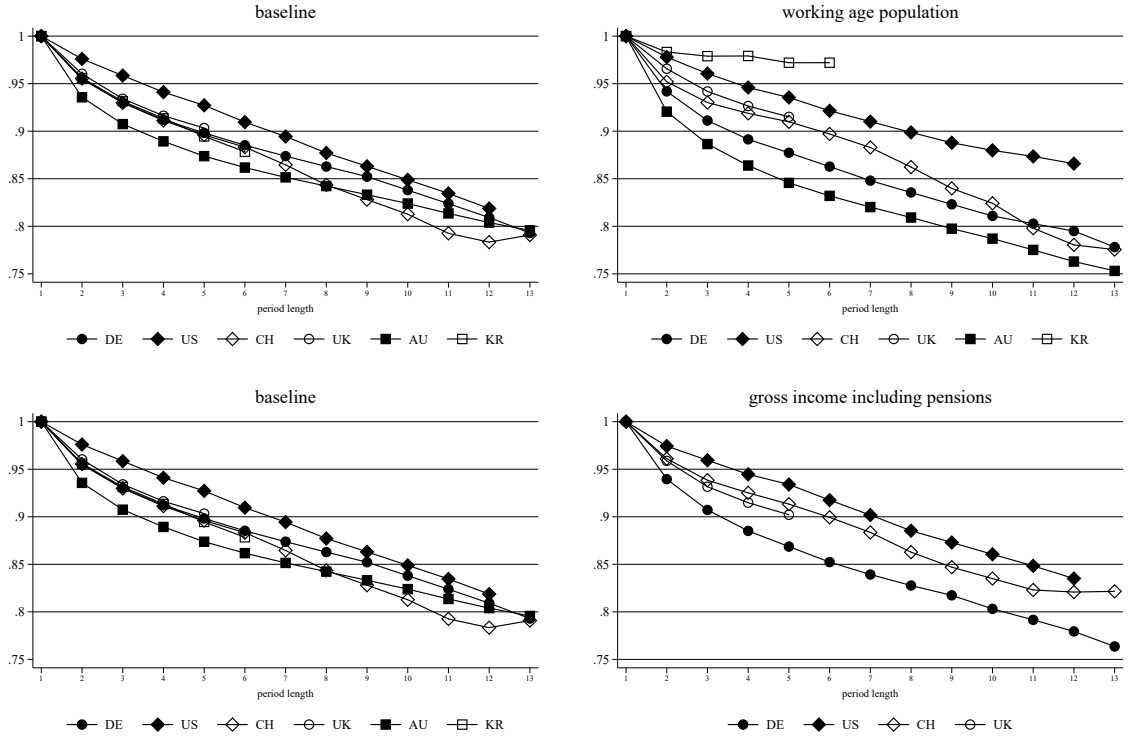 baseline
1
.95
.9
.85
.8
.75
1 2 3 4 5 6 7 8 9 10 11 12 13
period length
DE US CH UK AU KR
working age population
1
.95
.9
.85
.8
.75
1 2 3 4 5 6 7 8 9 10 11 12 13
period length
DE US CH UK AU KR
baseline
1
.95
.9
.85
.8
.75
1 2 3 4 5 6 7 8 9 10 11 12 13
period length
DE US CH UK AU KR
gross income including pensions
1
.95
.9
.85
.8
.75
1 2 3 4 5 6 7 8 9 10 11 12 13
period length
DE US CH UK